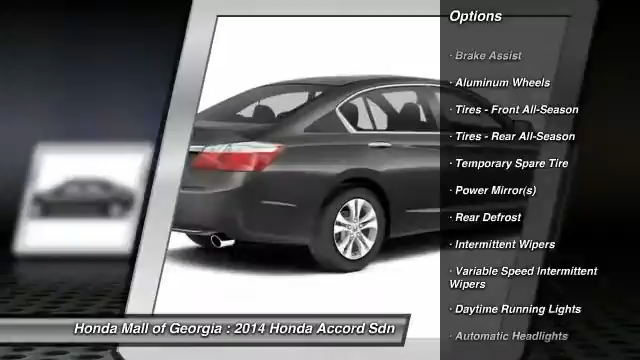 Options
· Brake Assist
· Aluminum Wheels
· Tires - Front All-Season
· Tires - Rear All-Season
· Temporary Spare Tire
· Power Mirror(s)
· Rear Defrost
· Intermittent Wipers
· Variable Speed Intermittent
Wipers
· Daytime Running Lights
· Automatic Headlights
Honda Mall of Georgia : 2014 Honda Accord Sdn